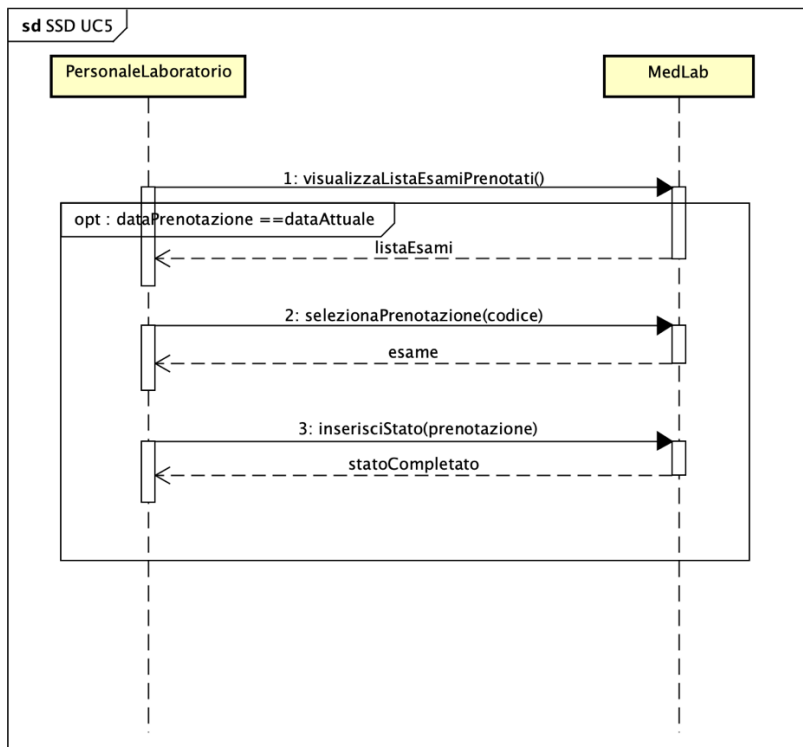 sd SSD UC5
PersonaleLaboratorio
MedLab
1: visualizzaListaEsamiPrenotati()
opt : dataPrenotazione ==dataAttuale
listaEsami
2: selezionaPrenotazione(codice)
esame
3: inserisciStato(prenotazione)
statoCompletato